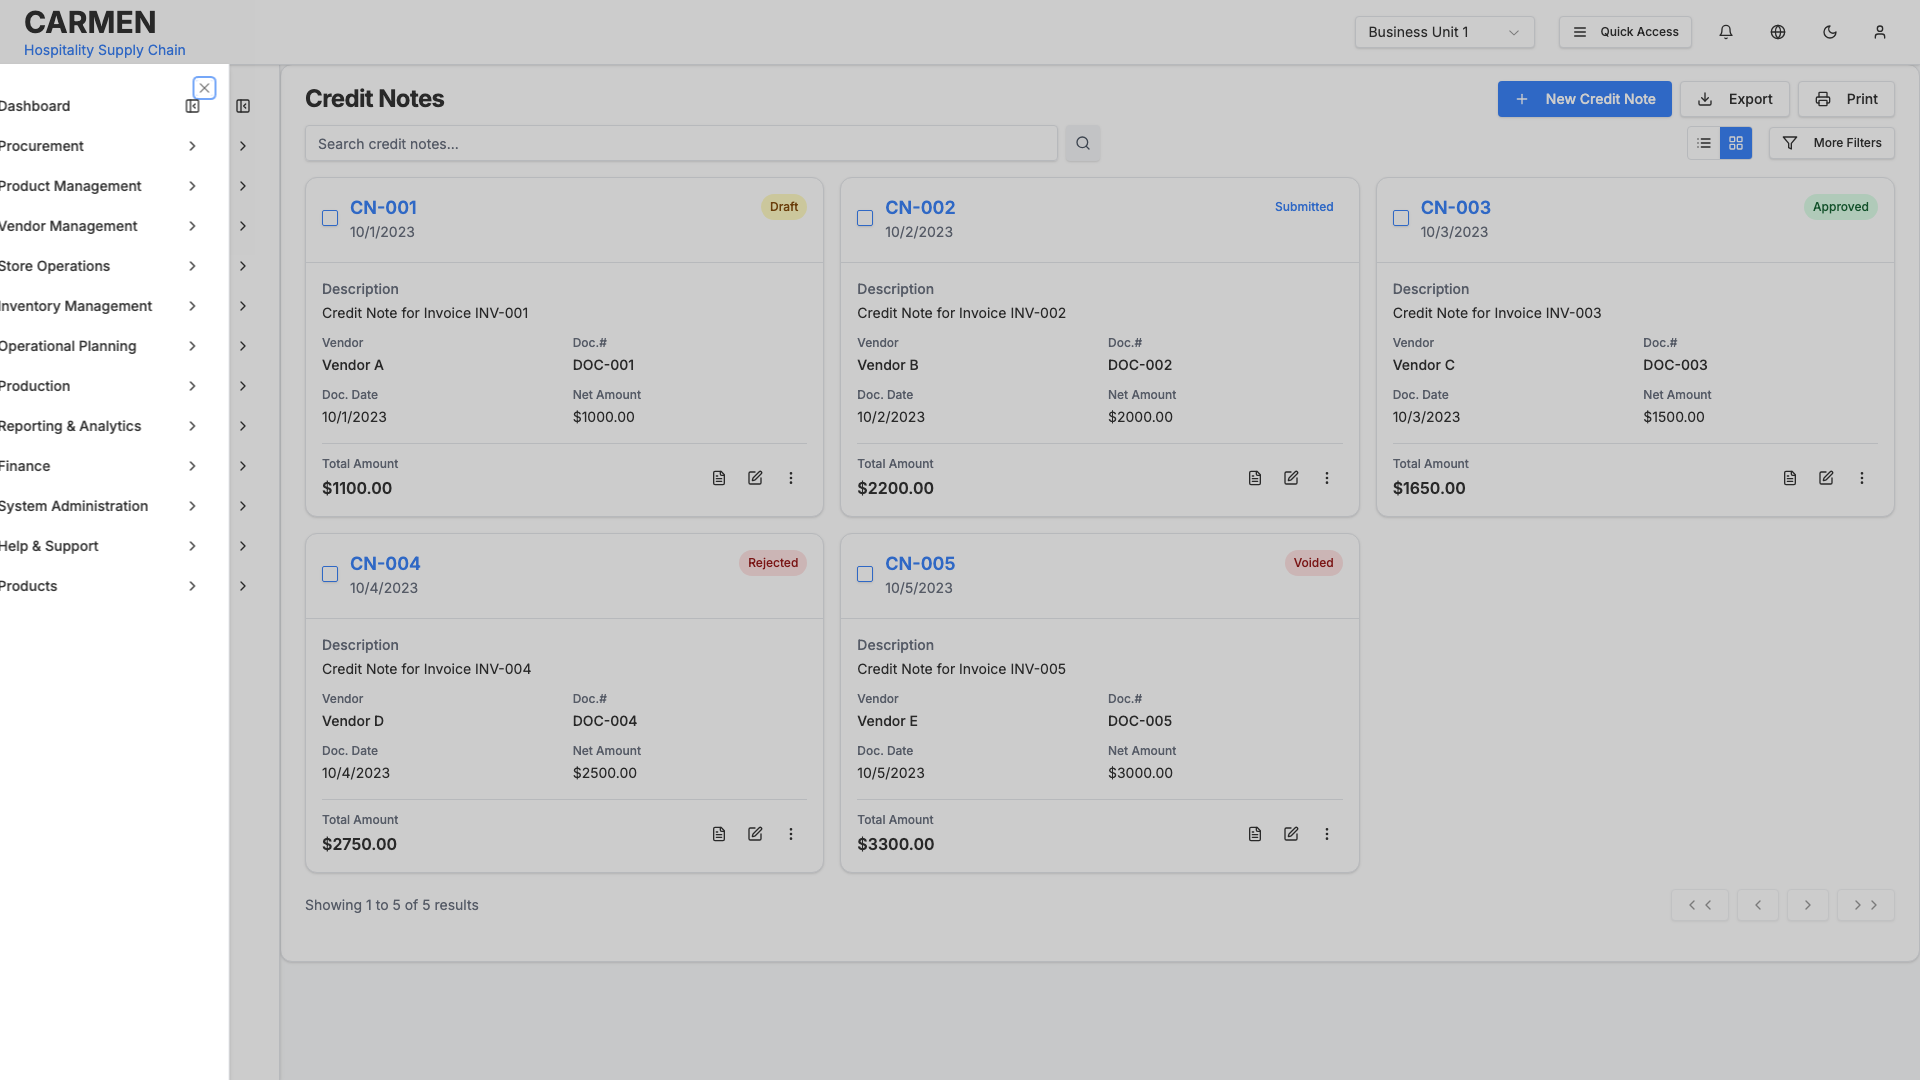 CARMEN
Hospitality Supply Chain
Business Unit 1
Quick Access
Dashboard
Procurement
Product Management
Vendor Management
Store Operations
Inventory Management
Operational Planning
Production
Reporting & Analytics
Finance
System Administration
Help & Support
Products
Credit Notes
New Credit Note
Export
Print
Search credit notes...
More Filters
CN-001
Draft
10/1/2023
Description
Credit Note for Invoice INV-001
Vendor
Doc.#
Vendor A
DOC-001
Doc. Date
Net Amount
10/1/2023
$1000.00
Total Amount
$1100.00
CN-002
Submitted
10/2/2023
Description
Credit Note for Invoice INV-002
Vendor
Doc.#
Vendor B
DOC-002
Doc. Date
Net Amount
10/2/2023
$2000.00
Total Amount
$2200.00
CN-003
Approved
10/3/2023
Description
Credit Note for Invoice INV-003
Vendor
Doc.#
Vendor C
DOC-003
Doc. Date
Net Amount
10/3/2023
$1500.00
Total Amount
$1650.00
CN-004
Rejected
10/4/2023
Description
Credit Note for Invoice INV-004
Vendor
Doc.#
Vendor D
DOC-004
Doc. Date
Net Amount
10/4/2023
$2500.00
Total Amount
$2750.00
CN-005
Voided
10/5/2023
Description
Credit Note for Invoice INV-005
Vendor
Doc.#
Vendor E
DOC-005
Doc. Date
Net Amount
10/5/2023
$3000.00
Total Amount
$3300.00
Showing 1 to 5 of 5 results